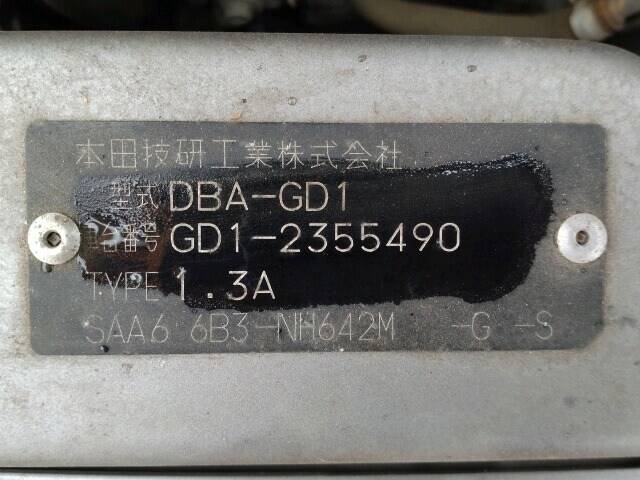 本田技研工業株式会社
型式 DBA-GD1
車台番号 GD1-2355490
TYPE 1.3A
SAA6 6B3-NH642M -G -S